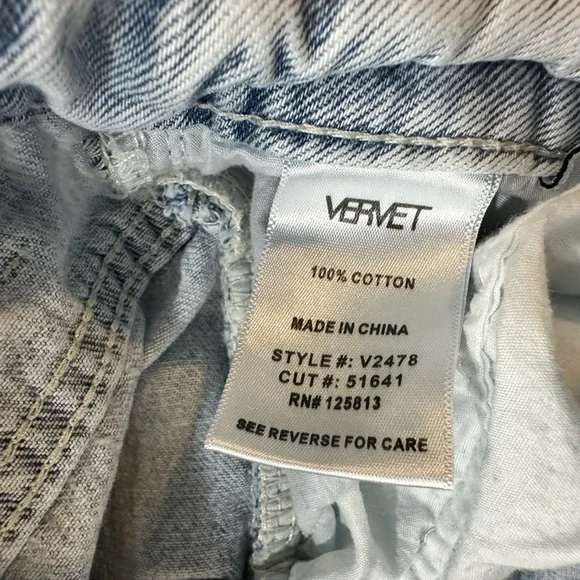 VERVET
100% COTTON
MADE IN CHINA
STYLE #: V2478
CUT #: 51641
RN# 125813
SEE REVERSE FOR CARE